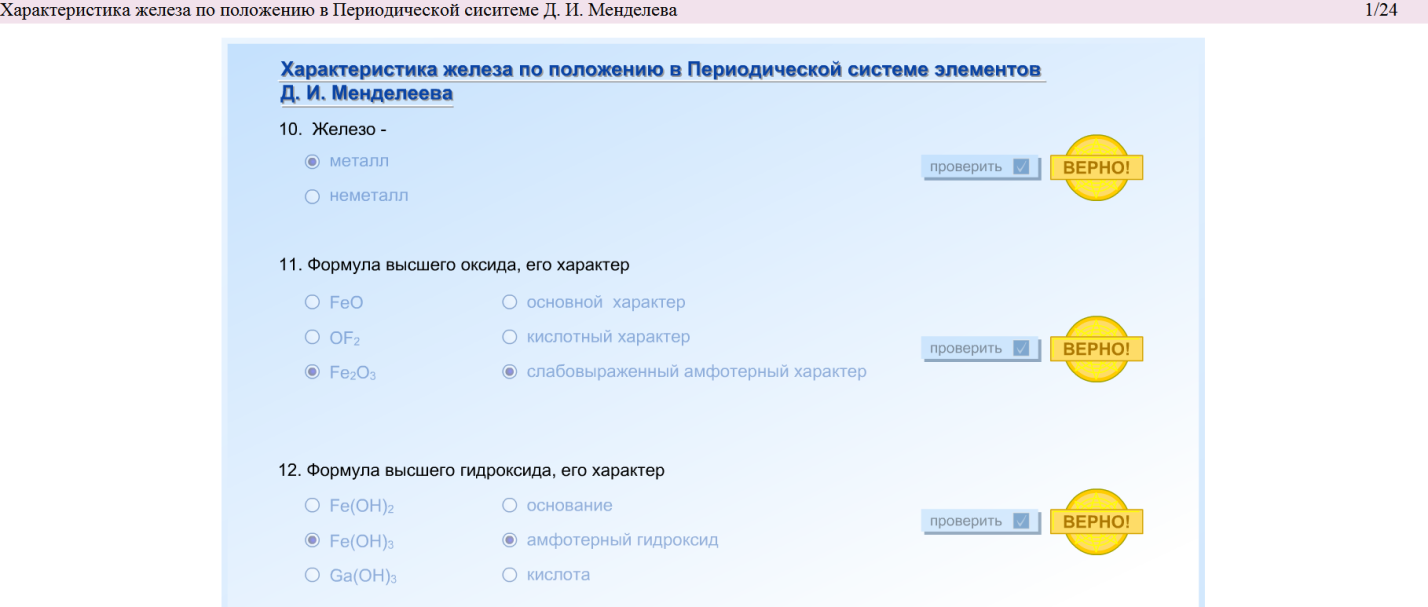 Характеристика железа по положению в Периодической сиситеме Д. И. Менделева 1/24
Характеристика железа по положению в Периодической системе элементов
Д. И. Менделеева
10. Железо -
металл
проверить ВЕРНО!
неметалл
11. Формула высшего оксида, его характер
FeO основной характер
OF₂ кислотный характер
проверить ВЕРНО!
Fe₂O₃ слабовыраженный амфотерный характер
12. Формула высшего гидроксида, его характер
Fe(OH)₂ основание
проверить ВЕРНО!
Fe(OH)₃ амфотерный гидроксид
Ga(OH)₃ кислота